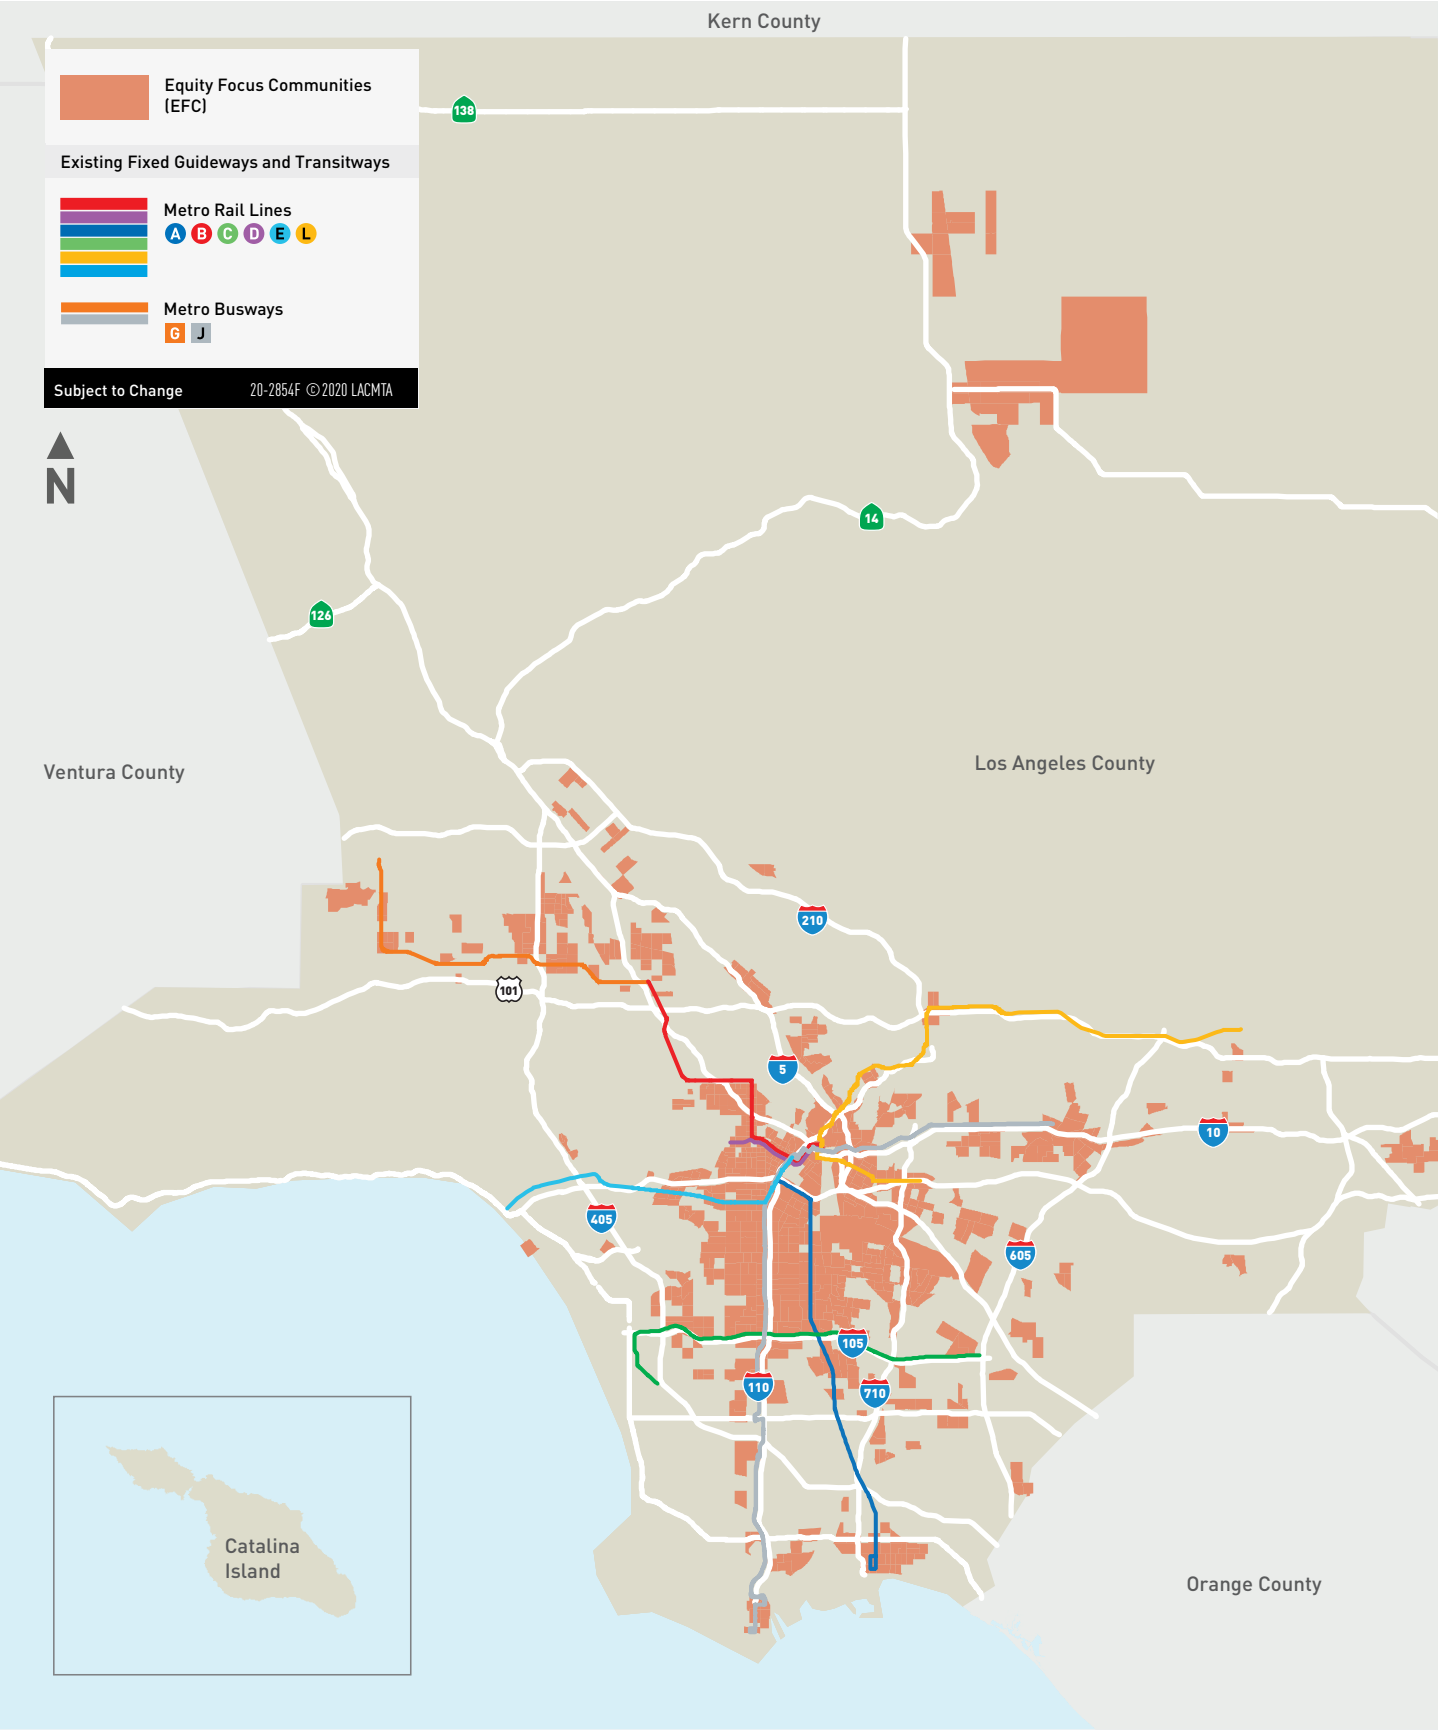 Kern County
Equity Focus Communities
(EFC)
138
Existing Fixed Guideways and Transitways
Metro Rail Lines
A B C D E L
Metro Busways
G J
Subject to Change 20-2854F ©2020 LACMTA
N
14
126
Ventura County
Los Angeles County
210
101
5
10
405
605
105
110
710
Catalina
Island
Orange County